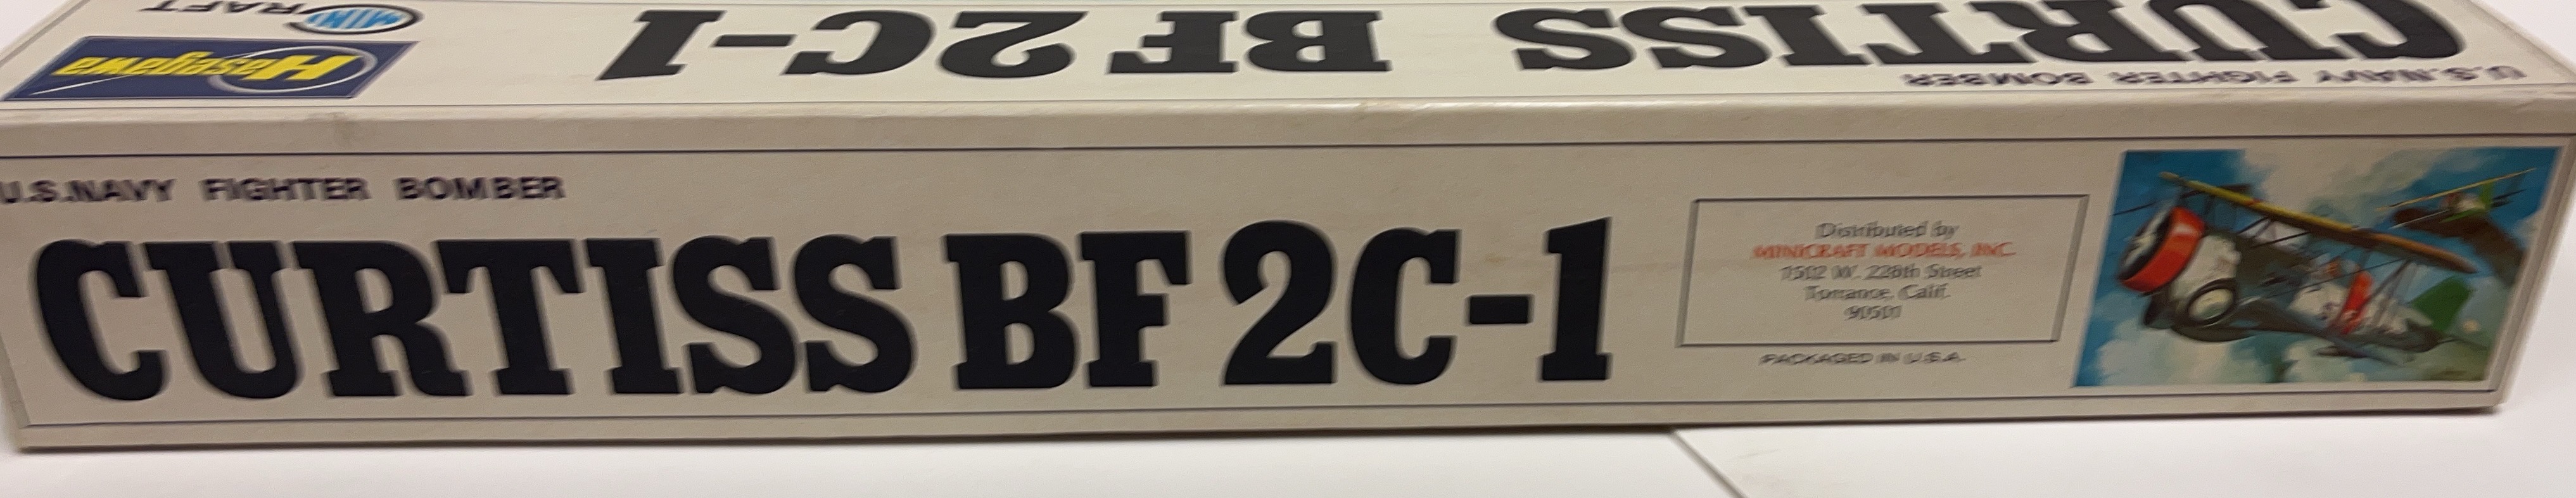 MINICRAFT
Hasegawa
CURTISS BF 2C-1
U.S.NAVY FIGHTER BOMBER
U.S.NAVY FIGHTER BOMBER
CURTISS BF 2C-1
Distributed by
MINICRAFT MODELS, INC.
1502 W. 228th Street
Torrance, Calif.
90501
PACKAGED IN U.S.A.